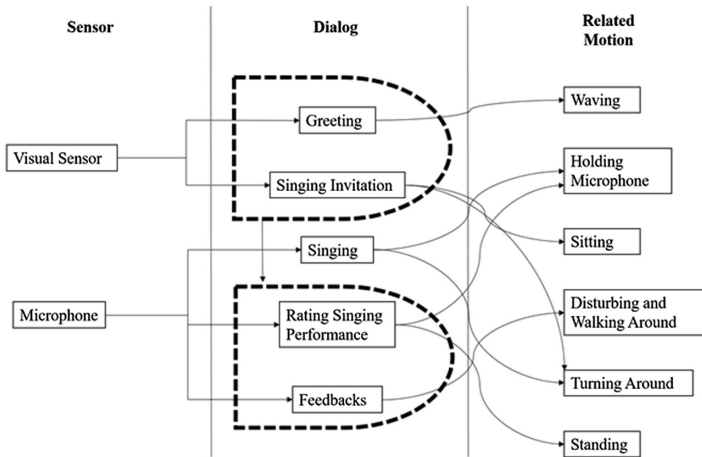 Sensor
Dialog
Related
Motion
Visual Sensor
Greeting
Singing Invitation
Waving
Holding
Microphone
Sitting
Microphone
Singing
Rating Singing
Performance
Feedbacks
Disturbing and
Walking Around
Turning Around
Standing